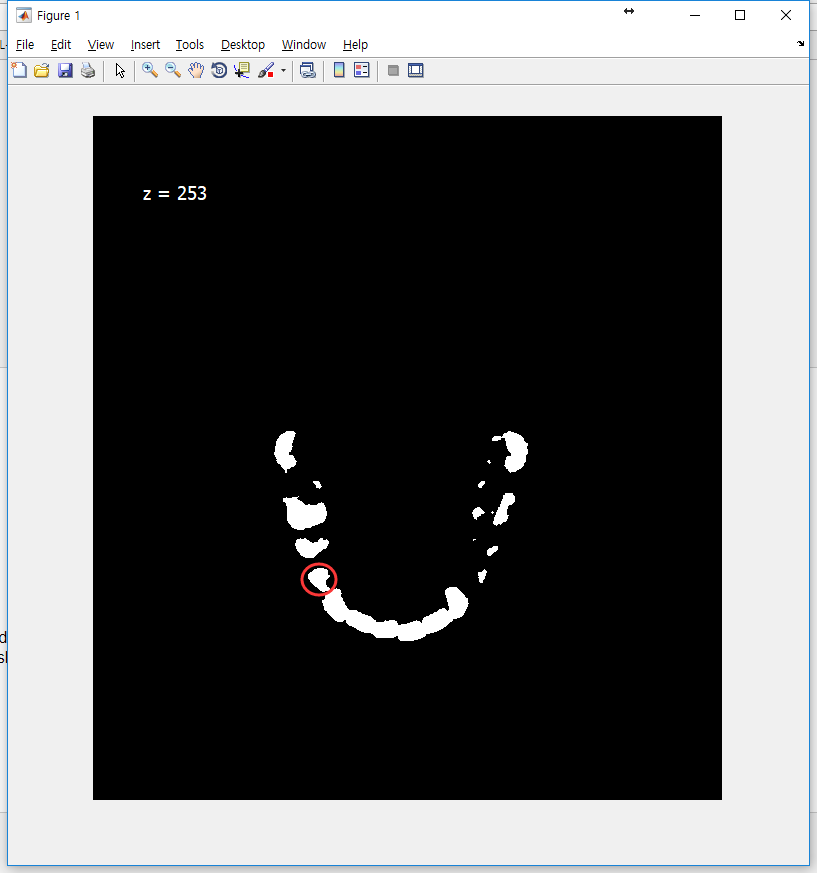 Figure 1
File Edit View Insert Tools Desktop Window Help
z = 253
d